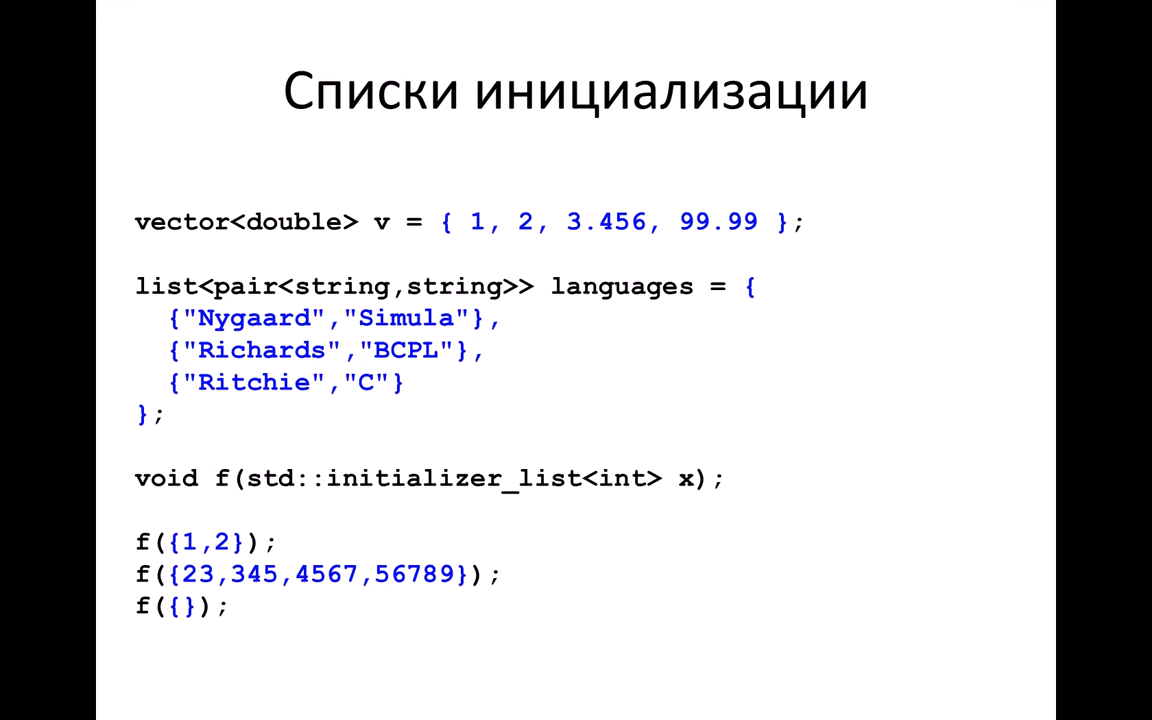 Списки инициализации
vector<double> v = { 1, 2, 3.456, 99.99 };
list<pair<string,string>> languages = {
  {"Nygaard","Simula"},
  {"Richards","BCPL"},
  {"Ritchie","C"}
};
void f(std::initializer_list<int> x);
f({1,2});
f({23,345,4567,56789});
f({});